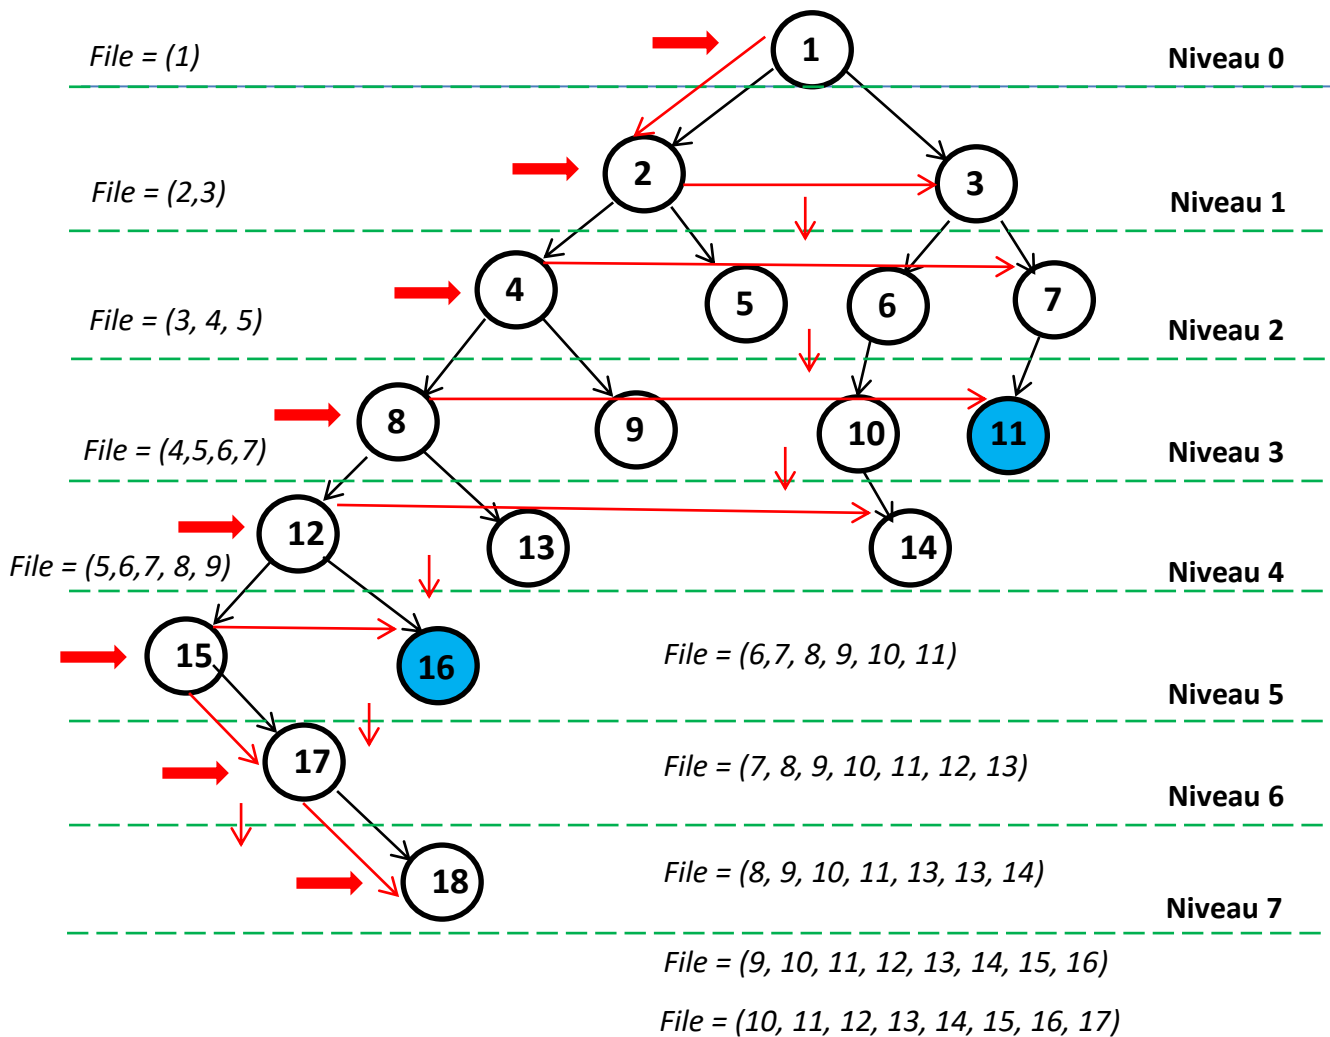 1
File = (1)
Niveau 0
2
3
File = (2,3)
Niveau 1
4
5
6
7
File = (3, 4, 5)
Niveau 2
8
9
10
11
File = (4,5,6,7)
Niveau 3
12
13
14
File = (5,6,7, 8, 9)
Niveau 4
15
16
File = (6,7, 8, 9, 10, 11)
Niveau 5
17
File = (7, 8, 9, 10, 11, 12, 13)
Niveau 6
18
File = (8, 9, 10, 11, 13, 13, 14)
Niveau 7
File = (9, 10, 11, 12, 13, 14, 15, 16)
File = (10, 11, 12, 13, 14, 15, 16, 17)